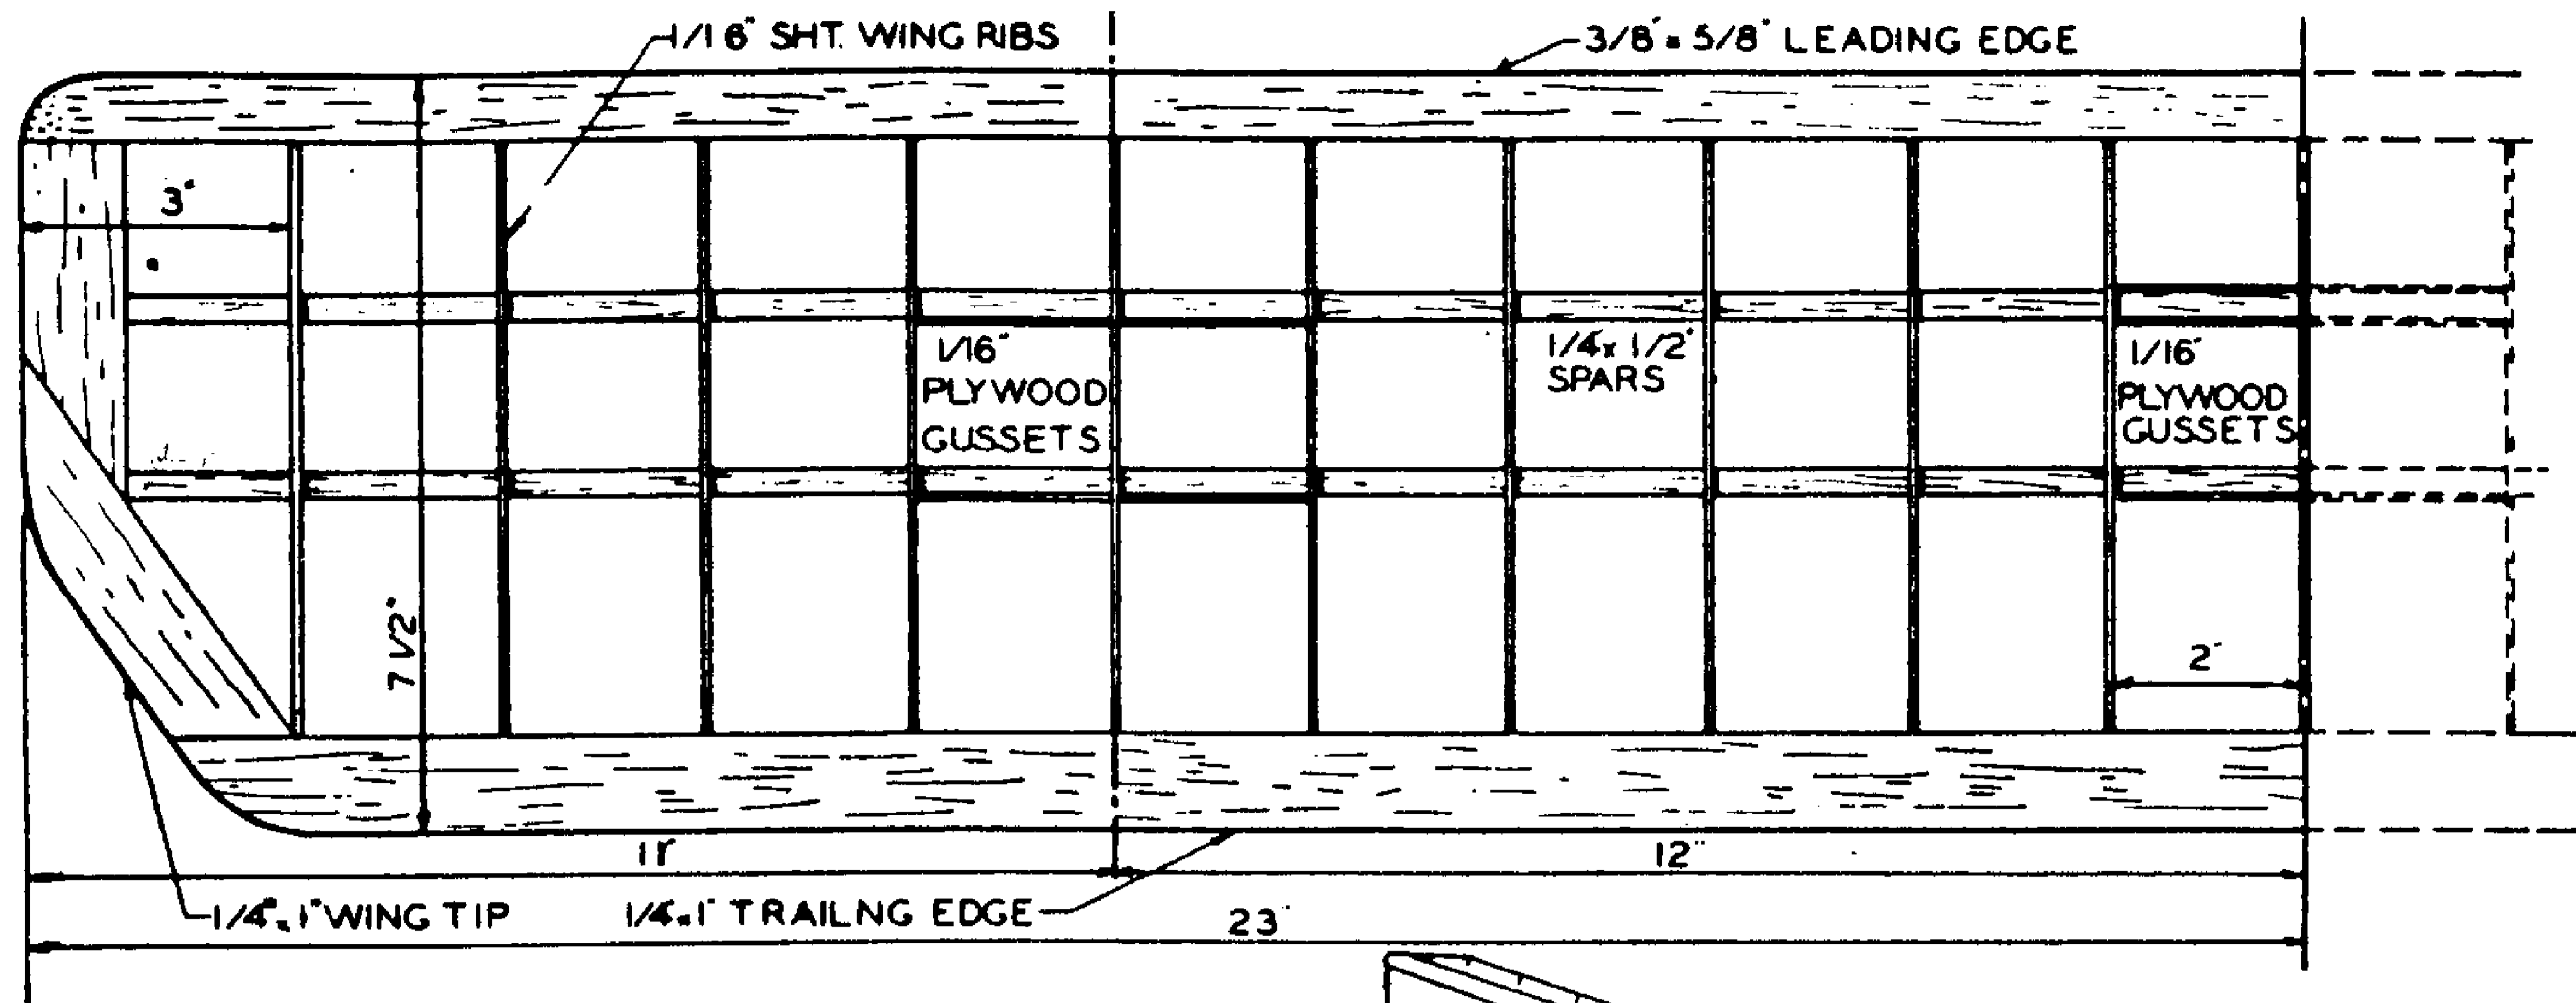 1/16" SHT. WING RIBS
3/8" x 5/8" LEADING EDGE
3"
1/16"
PLYWOOD
GUSSETS
1/4 x 1/2"
SPARS
1/16"
PLYWOOD
GUSSETS
7 1/2"
2"
11"
12"
1/4" x 1" WING TIP
1/4 x 1" TRAILNG EDGE
23"